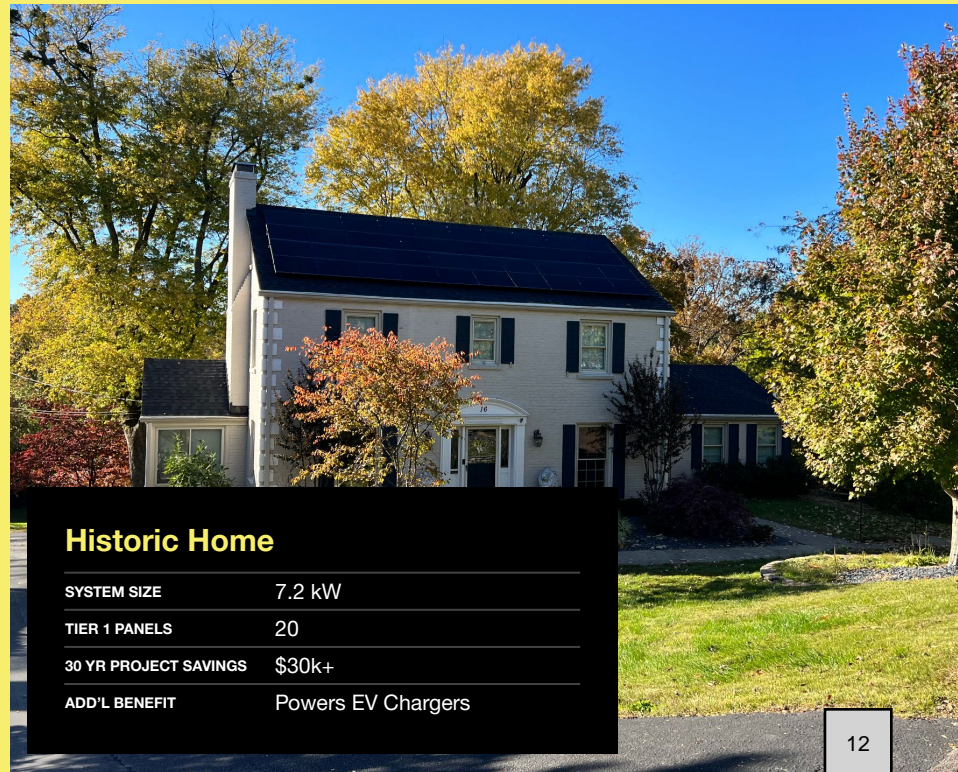 16
Historic Home
SYSTEM SIZE 7.2 kW
TIER 1 PANELS 20
30 YR PROJECT SAVINGS $30k+
ADD'L BENEFIT Powers EV Chargers
12